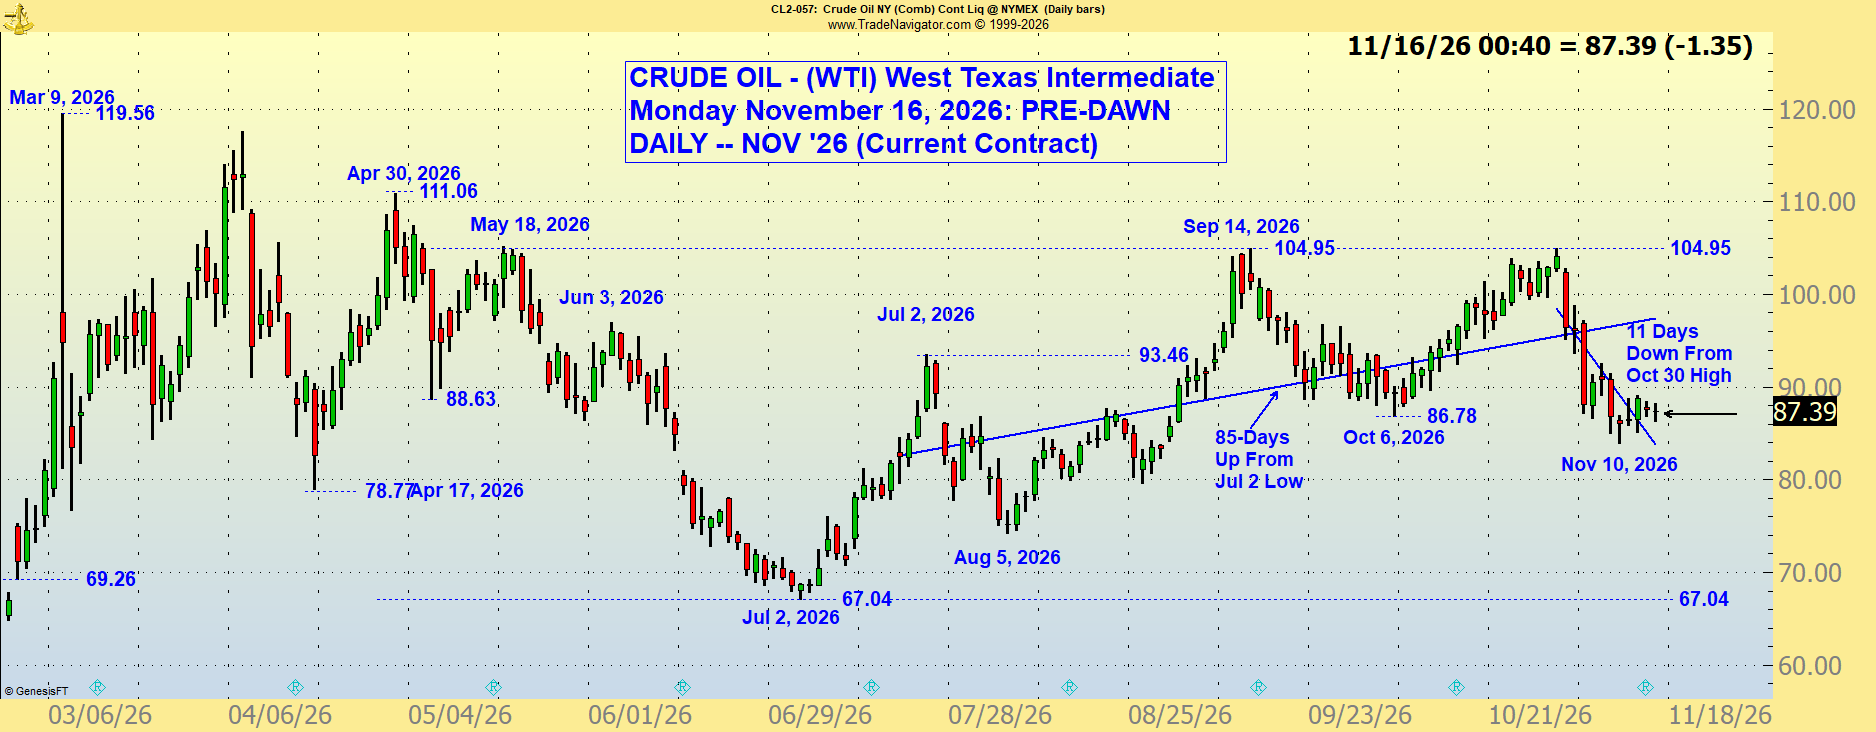 CL2-057: Crude Oil NY (Comb) Cont Liq @ NYMEX (Daily bars)
www.TradeNavigator.com © 1999-2026
11/16/26 00:40 = 87.39 (-1.35)
CRUDE OIL - (WTI) West Texas Intermediate
Monday November 16, 2026: PRE-DAWN
DAILY -- NOV '26 (Current Contract)
Mar 9, 2026
119.56
120.00
Apr 30, 2026
111.06
110.00
May 18, 2026
Sep 14, 2026
104.95
104.95
Jun 3, 2026
100.00
Jul 2, 2026
11 Days
Down From
Oct 30 High
93.46
90.00
88.63
86.78
87.39
85-Days
Up From
Jul 2 Low
Oct 6, 2026
Nov 10, 2026
78.77
Apr 17, 2026
80.00
Aug 5, 2026
69.26
70.00
67.04
67.04
Jul 2, 2026
60.00
© GenesisFT
R R R R R R R R R
03/06/26 04/06/26 05/04/26 06/01/26 06/29/26 07/28/26 08/25/26 09/23/26 10/21/26 11/18/26